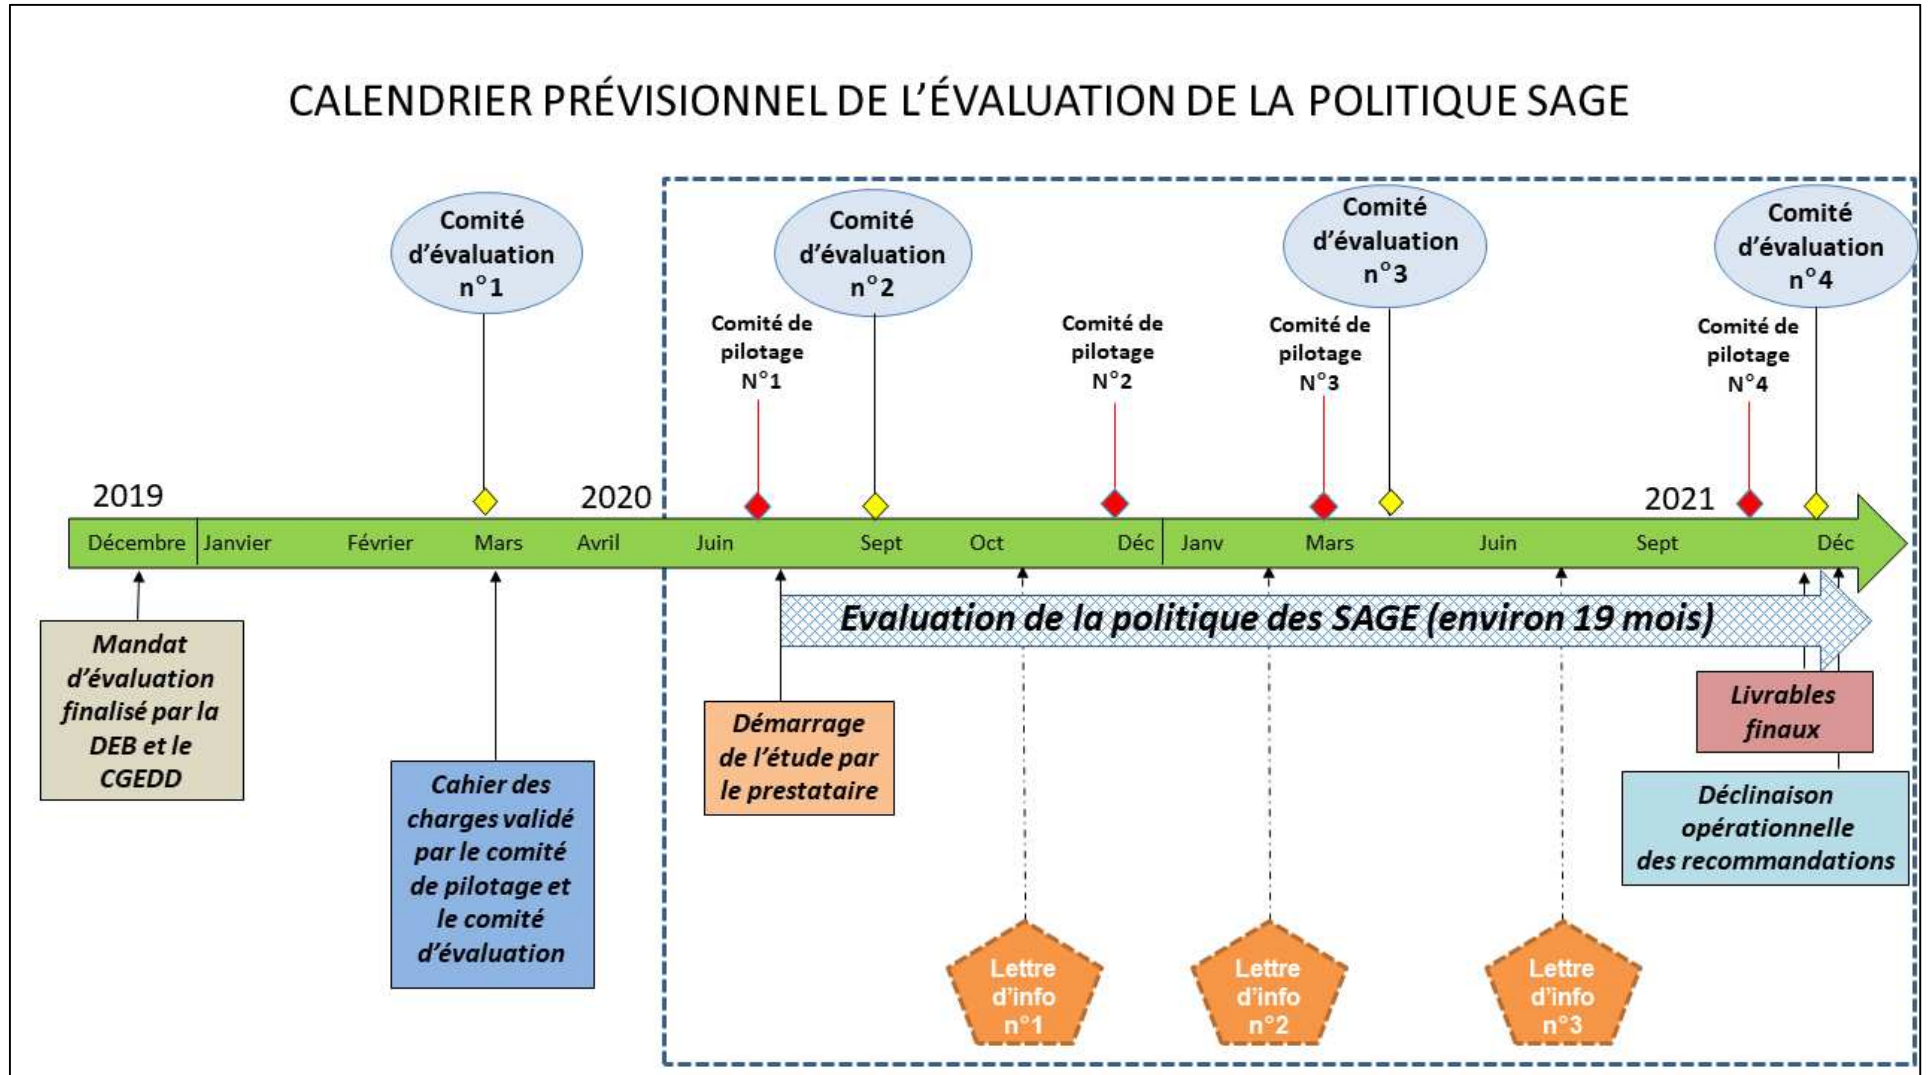 CALENDRIER PRÉVISIONNEL DE L'ÉVALUATION DE LA POLITIQUE SAGE
Comité
d'évaluation
n°1
Comité
d'évaluation
n°2
Comité
d'évaluation
n°3
Comité
d'évaluation
n°4
Comité de
pilotage
N°1
Comité de
pilotage
N°2
Comité de
pilotage
N°3
Comité de
pilotage
N°4
2019
2020
2021
Décembre
Janvier
Février
Mars
Avril
Juin
Sept
Oct
Déc
Janv
Mars
Juin
Sept
Déc
Evaluation de la politique des SAGE (environ 19 mois)
Mandat
d'évaluation
finalisé par la
DEB et le
CGEDD
Cahier des
charges validé
par le comité
de pilotage et
le comité
d'évaluation
Démarrage
de l'étude par
le prestataire
Livrables
finaux
Déclinaison
opérationnelle
des recommandations
Lettre
d'info
n°1
Lettre
d'info
n°2
Lettre
d'info
n°3